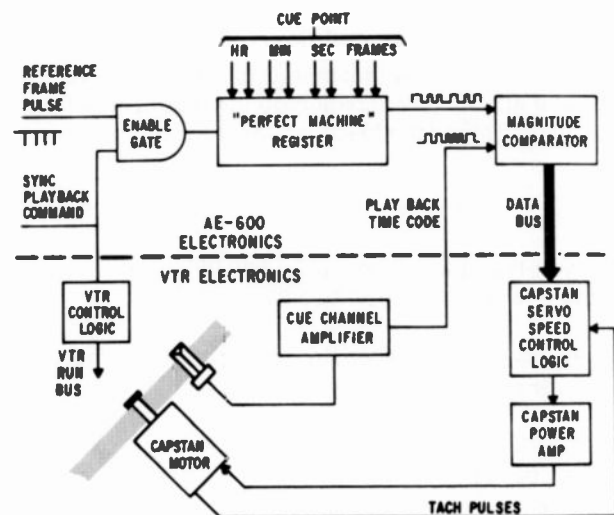 CUE POINT
HR MIN SEC FRAMES
REFERENCE
FRAME
PULSE
ENABLE
GATE
"PERFECT MACHINE"
REGISTER
MAGNITUDE
COMPARATOR
SYNC
PLAYBACK
COMMAND
PLAY BACK
TIME CODE
DATA
BUS
AE-600
ELECTRONICS
VTR ELECTRONICS
VTR
CONTROL
LOGIC
VTR
RUN
BUS
CUE CHANNEL
AMPLIFIER
CAPSTAN
SERVO
SPEED
CONTROL
LOGIC
CAPSTAN
POWER
AMP
CAPSTAN
MOTOR
TACH PULSES